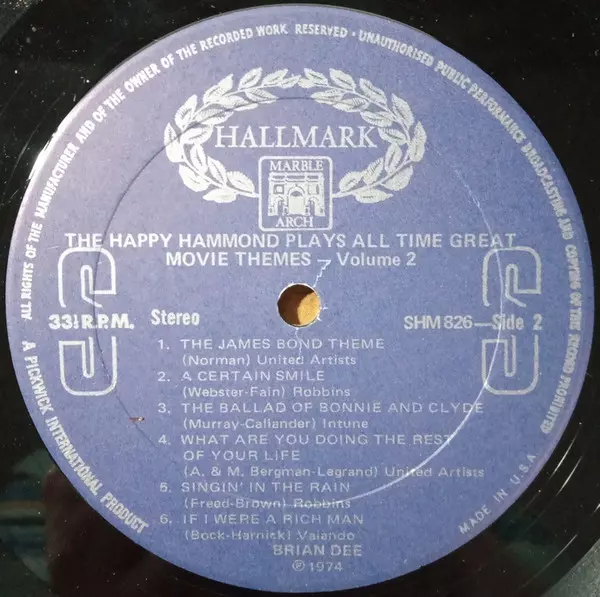 ALL RIGHTS OF THE MANUFACTURER AND OF THE OWNER OF THE RECORDED WORK RESERVED · UNAUTHORISED PUBLIC PERFORMANCE BROADCASTING AND COPYING OF THIS RECORD PROHIBITED
HALLMARK
MARBLE
ARCH
THE HAPPY HAMMOND PLAYS ALL TIME GREAT
MOVIE THEMES – Volume 2
33⅓ R.P.M. Stereo
SHM 826—Side 2
1. THE JAMES BOND THEME
(Norman) United Artists
2. A CERTAIN SMILE
(Webster-Fain) Robbins
3. THE BALLAD OF BONNIE AND CLYDE
(Murray-Callander) Intune
4. WHAT ARE YOU DOING THE REST
OF YOUR LIFE
(A. & M. Bergman-Legrand) United Artists
5. SINGIN' IN THE RAIN
(Freed-Brown) Robbins
6. IF I WERE A RICH MAN
(Bock-Harnick) Valando
BRIAN DEE
℗ 1974
A PICKWICK INTERNATIONAL PRODUCT
MADE IN U.S.A